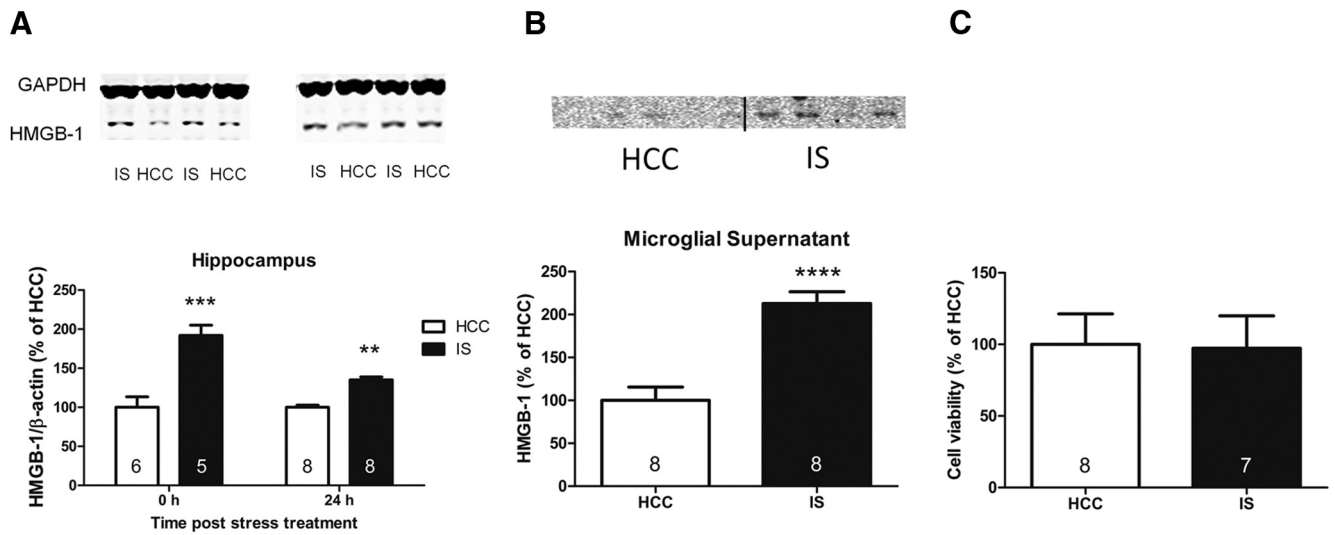 A
GAPDH
HMGB-1
IS HCC IS HCC
IS HCC IS HCC
Hippocampus
HMGB-1/β-actin (% of HCC)
250
200
150
100
50
0
***
**
6
5
8
8
0 h
24 h
Time post stress treatment
HCC
IS
B
HCC
IS
Microglial Supernatant
HMGB-1 (% of HCC)
250
200
150
100
50
0
****
8
8
HCC
IS
C
Cell viability (% of HCC)
150
100
50
0
8
7
HCC
IS